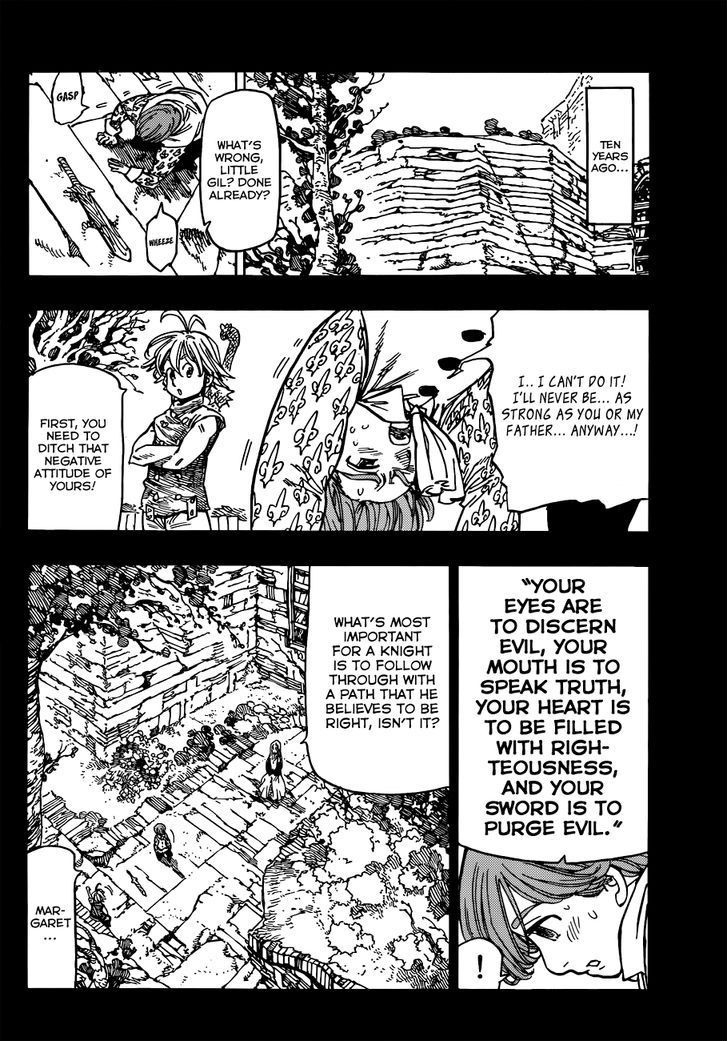 TEN
YEARS
AGO...
WHAT'S
WRONG,
LITTLE
GIL? DONE
ALREADY?
GASP
WHEEZE
I.. I CAN'T DO IT!
I'LL NEVER BE... AS
STRONG AS YOU OR MY
FATHER... ANYWAY...!
FIRST, YOU
NEED TO
DITCH THAT
NEGATIVE
ATTITUDE OF
YOURS!
"YOUR
EYES ARE
TO DISCERN
EVIL, YOUR
MOUTH IS TO
SPEAK TRUTH,
YOUR HEART IS
TO BE FILLED
WITH RIGH-
TEOUSNESS,
AND YOUR
SWORD IS TO
PURGE EVIL."
!
WHAT'S MOST
IMPORTANT
FOR A KNIGHT
IS TO FOLLOW
THROUGH WITH
A PATH THAT HE
BELIEVES TO BE
RIGHT, ISN'T IT?
MAR-
GARET
...